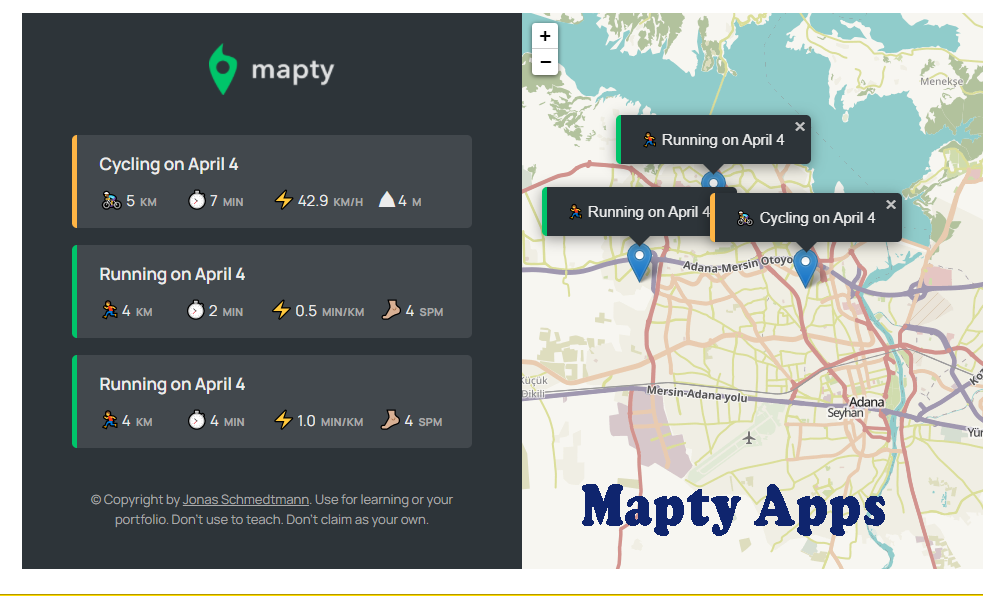 mapty
Cycling on April 4
5 KM 7 MIN 42.9 KM/H 4 M
Running on April 4
4 KM 2 MIN 0.5 MIN/KM 4 SPM
Running on April 4
4 KM 4 MIN 1.0 MIN/KM 4 SPM
© Copyright by Jonas Schmedtmann. Use for learning or your
portfolio. Don't use to teach. Don't claim as your own.
+
−
Menekşe
Running on April 4 ×
Running on April 4
Cycling on April 4 ×
Adana-Mersin Otoyo
Küçük
Dikili
Mersin-Adana yolu
Adana
Seyhan
Yür
Mapty Apps